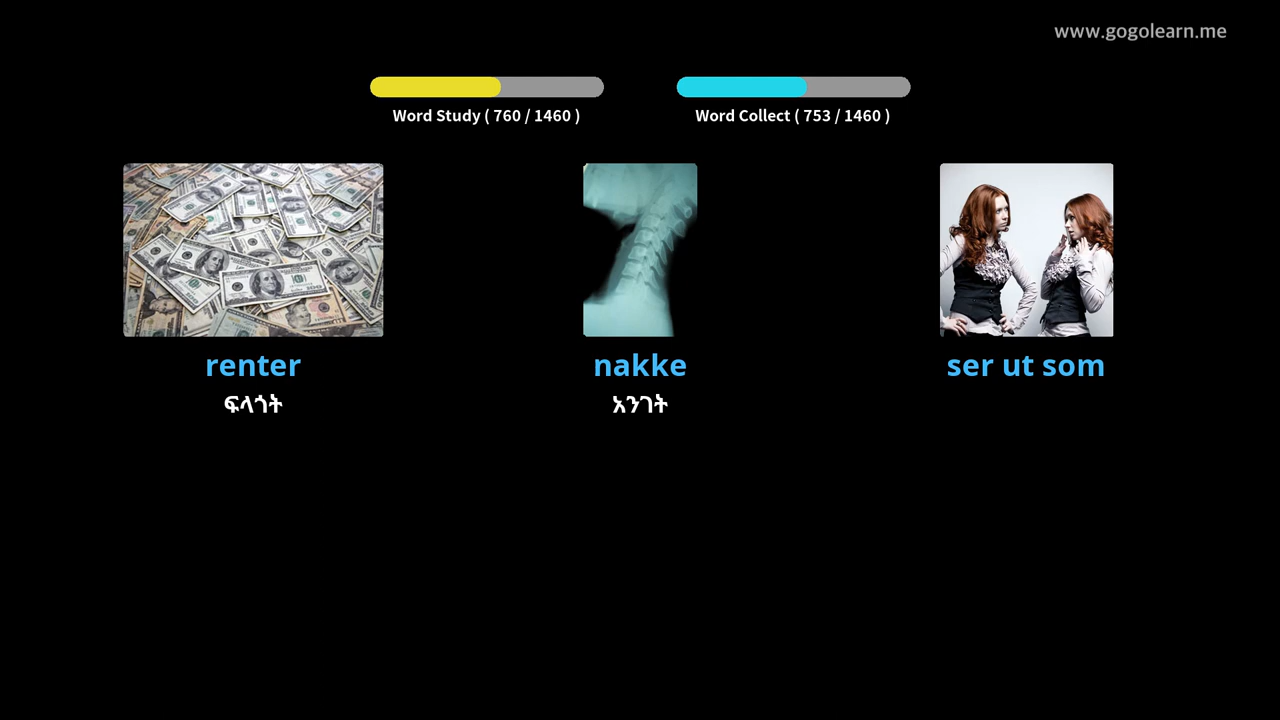 www.gogolearn.me
Word Study ( 760 / 1460 )
Word Collect ( 753 / 1460 )
renter
nakke
ser ut som
ፍላጎት
አንገት